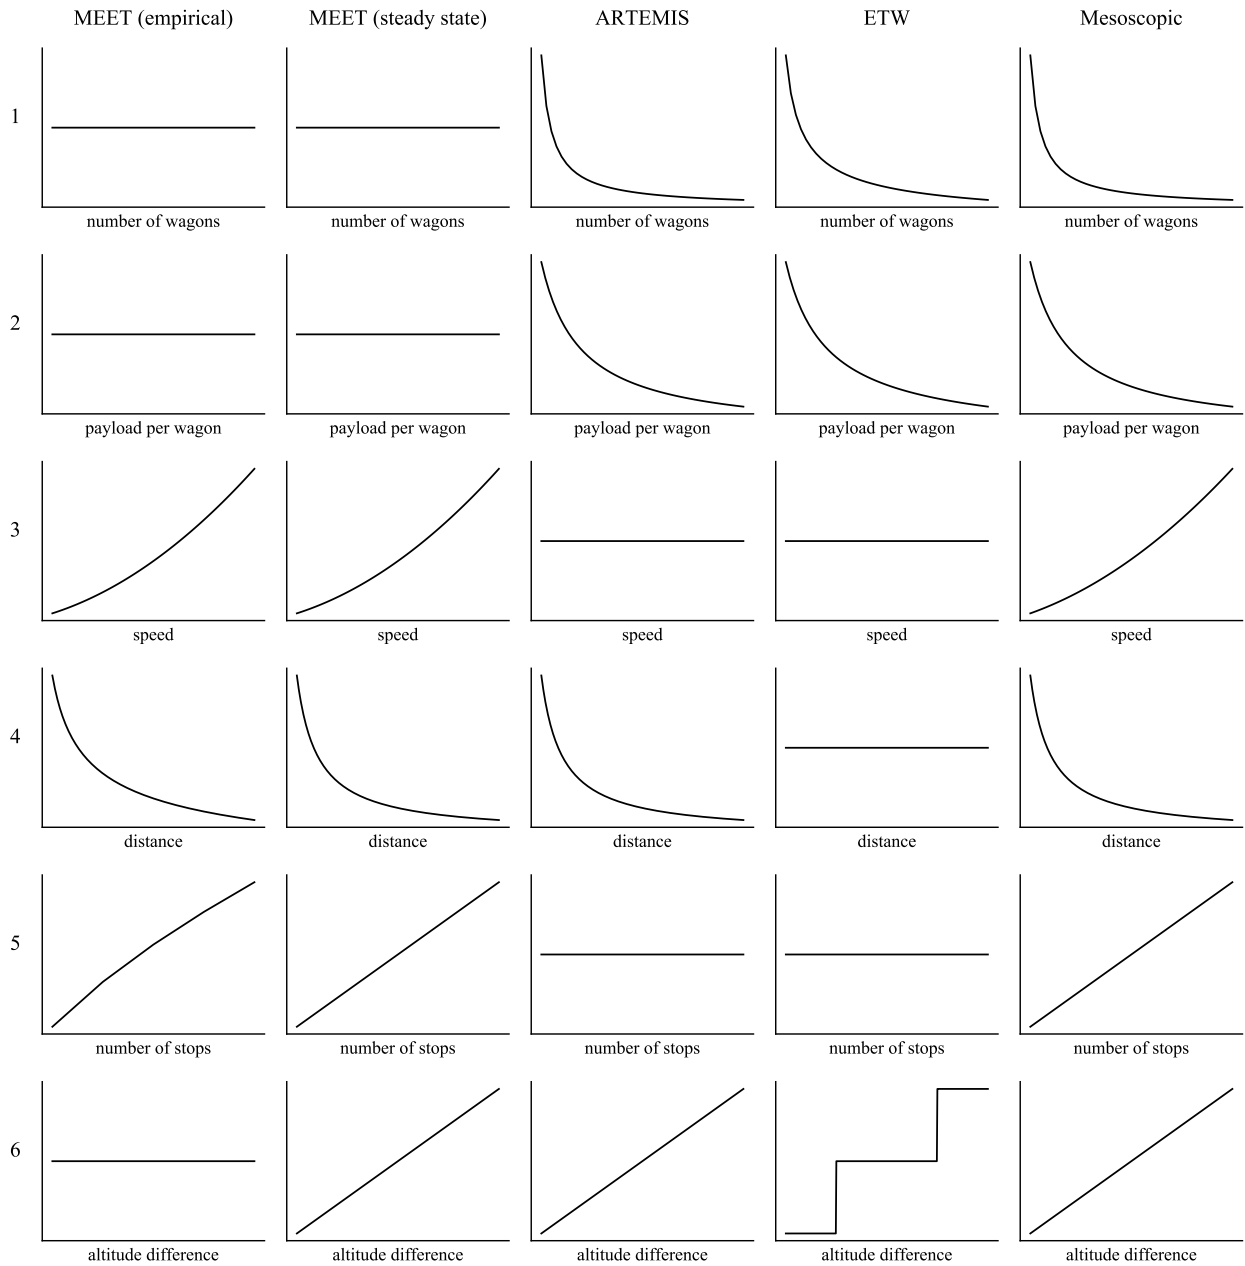 MEET (empirical) MEET (steady state) ARTEMIS ETW Mesoscopic
1
number of wagons number of wagons number of wagons number of wagons number of wagons
2
payload per wagon payload per wagon payload per wagon payload per wagon payload per wagon
3
speed speed speed speed speed
4
distance distance distance distance distance
5
number of stops number of stops number of stops number of stops number of stops
6
altitude difference altitude difference altitude difference altitude difference altitude difference